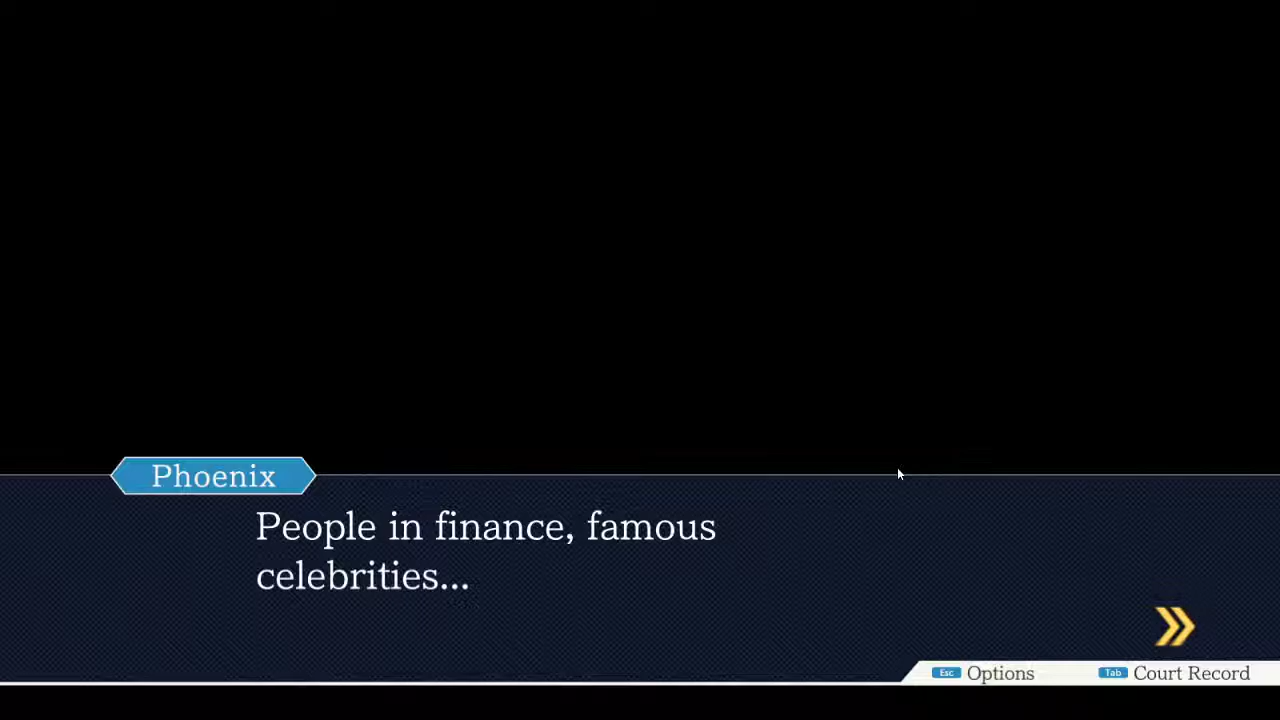 Phoenix
People in finance, famous
celebrities...
Esc Options Tab Court Record